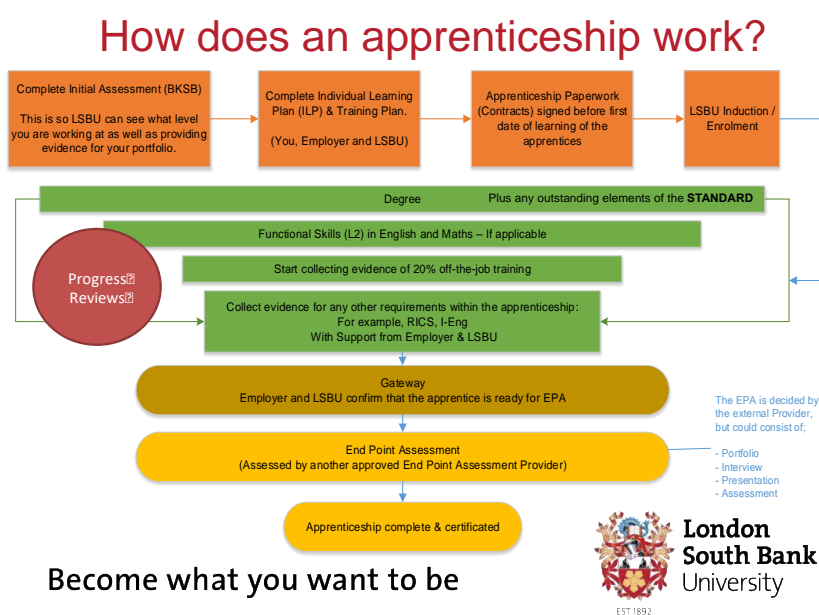 How does an apprenticeship work?
Complete Initial Assessment (BKSB)
This is so LSBU can see what level
you are working at as well as providing
evidence for your portfolio.
Complete Individual Learning
Plan (ILP) & Training Plan.
(You, Employer and LSBU)
Apprenticeship Paperwork
(Contracts) signed before first
date of learning of the
apprentices
LSBU Induction /
Enrolment
Degree
Plus any outstanding elements of the STANDARD
Functional Skills (L2) in English and Maths – If applicable
Start collecting evidence of 20% off-the-job training
Progress
Reviews
Collect evidence for any other requirements within the apprenticeship:
For example, RICS, I-Eng
With Support from Employer & LSBU
Gateway
Employer and LSBU confirm that the apprentice is ready for EPA
End Point Assessment
(Assessed by another approved End Point Assessment Provider)
The EPA is decided by
the external Provider,
but could consist of;
- Portfolio
- Interview
- Presentation
- Assessment
Apprenticeship complete & certificated
Become what you want to be
London
South Bank
University
EST 1892